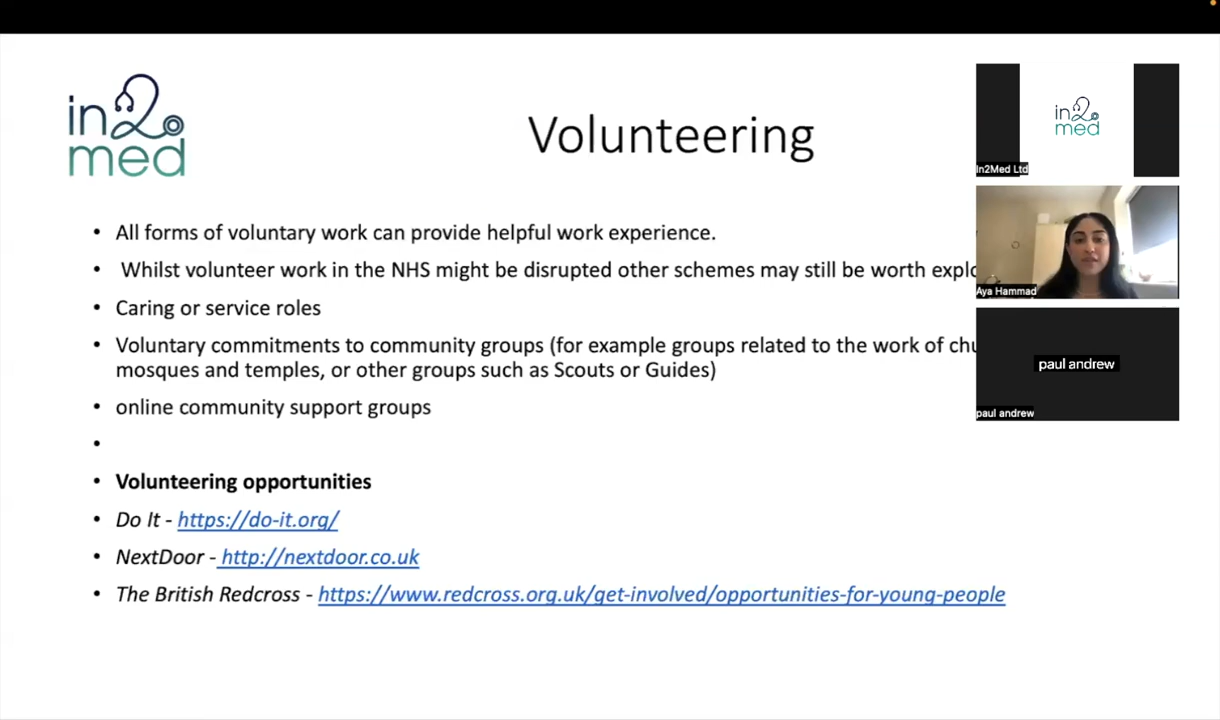 in2
med
Volunteering
• All forms of voluntary work can provide helpful work experience.
• Whilst volunteer work in the NHS might be disrupted other schemes may still be worth
• Caring or service roles
• Voluntary commitments to community groups (for example groups related to the work of
mosques and temples, or other groups such as Scouts or Guides)
• online community support groups
•
• Volunteering opportunities
• Do It - https://do-it.org/
• NextDoor - http://nextdoor.co.uk
• The British Redcross - https://www.redcross.org.uk/get-involved/opportunities-for-young-people
in2
med
In2Med Ltd
Aya Hammad
paul andrew
paul andrew